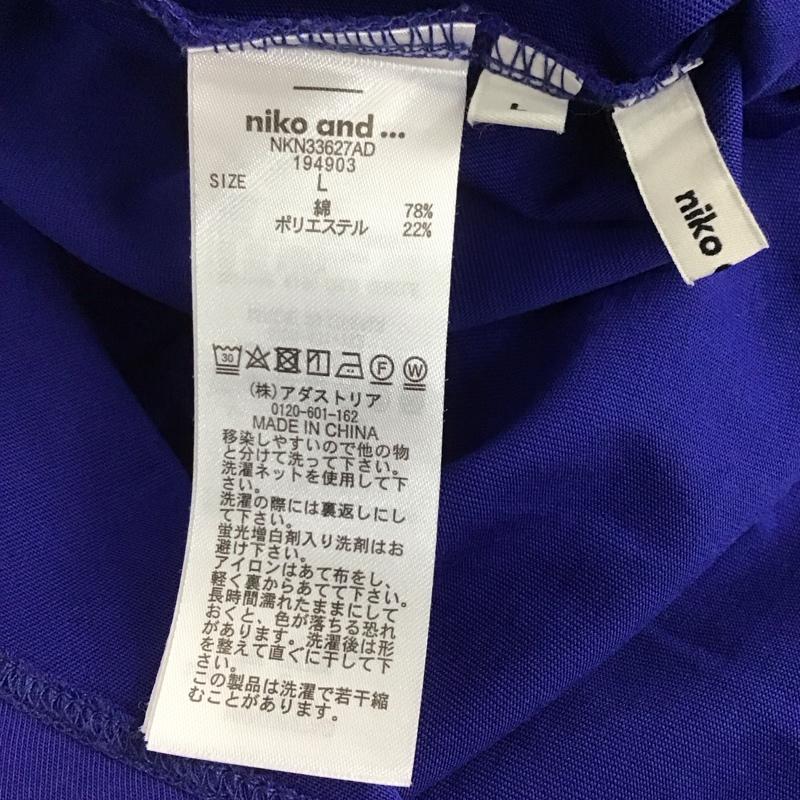 niko and ...
NKN33627AD
194903
SIZE L
綿 78%
ポリエステル 22%
30 F W
(株)アダストリア
0120-601-162
MADE IN CHINA
移染しやすいので他の物
と分けて洗って下さい。
洗濯ネットを使用して下
さい。
洗濯の際には裏返しにし
て下さい。
蛍光増白剤入り洗剤はお
避け下さい。
アイロンはあて布をし、
軽く裏からあてて下さい。
長時間濡れたままにして
おくと、色が落ちる恐れ
があります。洗濯後は形
を整えて直ぐに干して下
さい。
この製品は洗濯で若干縮
むことがあります。
niko